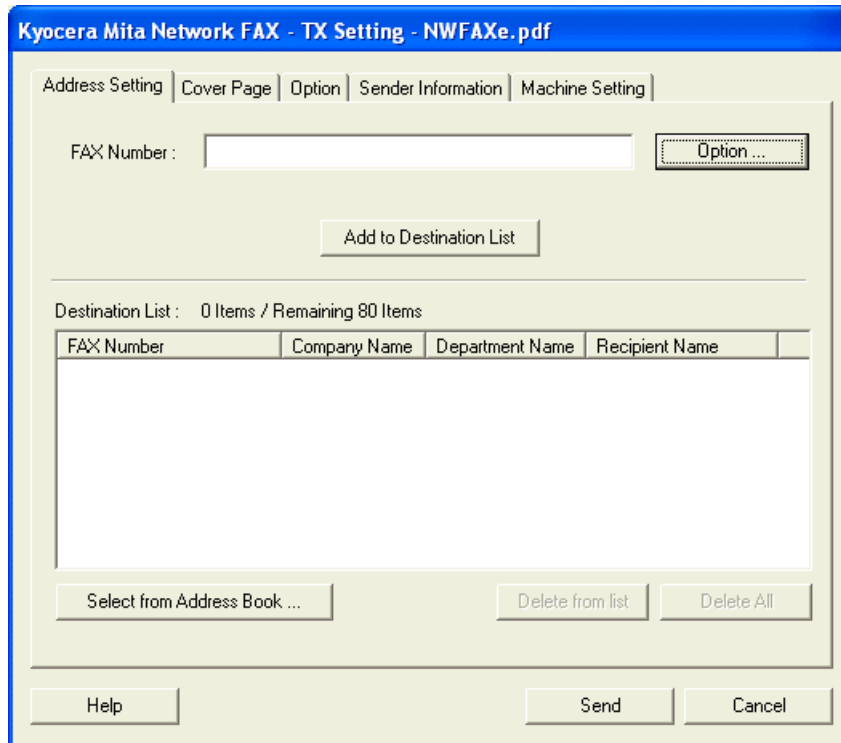 Kyocera Mita Network FAX - TX Setting - NWFAXe.pdf
Address Setting Cover Page Option Sender Information Machine Setting
FAX Number : Option ...
Add to Destination List
Destination List : 0 Items / Remaining 80 Items
FAX Number Company Name Department Name Recipient Name
Select from Address Book ... Delete from list Delete All
Help Send Cancel